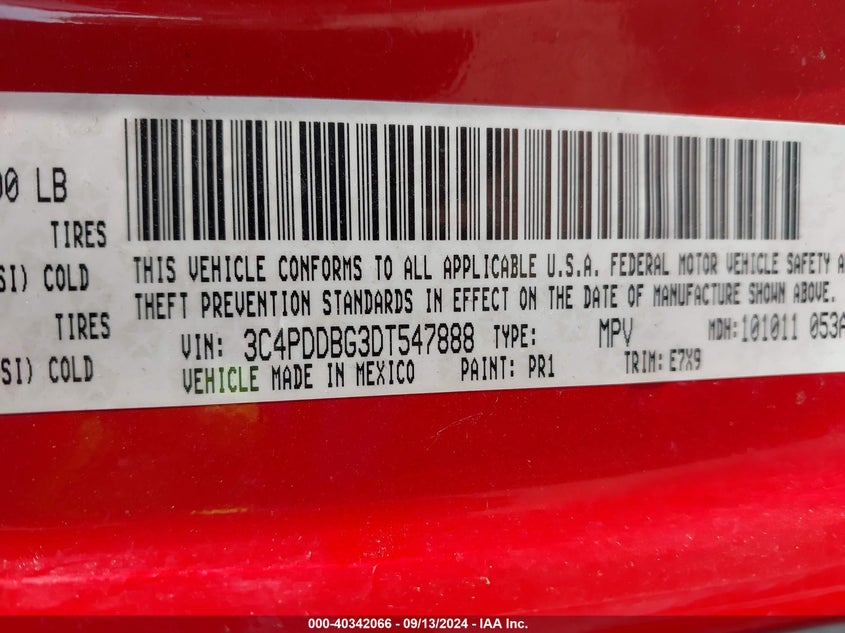 00 LB
TIRES
SI) COLD
TIRES
SI) COLD
THIS VEHICLE CONFORMS TO ALL APPLICABLE U.S.A. FEDERAL MOTOR VEHICLE SAFETY A
THEFT PREVENTION STANDARDS IN EFFECT ON THE DATE OF MANUFACTURE SHOWN ABOVE.
VIN: 3C4PDDBG3DT547888 TYPE: MPV MDH: 101011 053A
VEHICLE MADE IN MEXICO PAINT: PR1 TRIM: E7X9
000-40342066 - 09/13/2024 - IAA Inc.